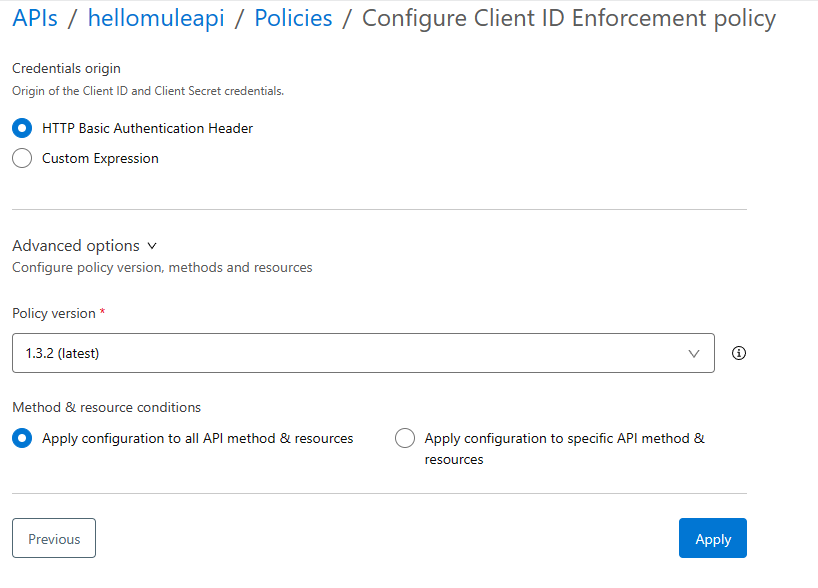 APIs / hellomuleapi / Policies / Configure Client ID Enforcement policy
Credentials origin
Origin of the Client ID and Client Secret credentials.
HTTP Basic Authentication Header
Custom Expression
Advanced options
Configure policy version, methods and resources
Policy version *
1.3.2 (latest)
Method & resource conditions
Apply configuration to all API method & resources
Apply configuration to specific API method &
resources
Previous
Apply